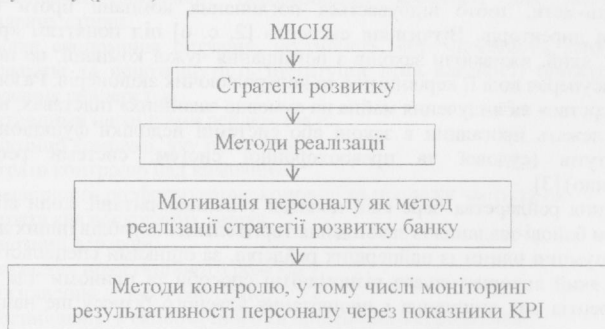 МІСІЯ
Стратегії розвитку
Методи реалізації
Мотивація персоналу як метод
реалізації стратегії розвитку банку
Методи контролю, у тому числі моніторинг
результативності персоналу через показники KPI